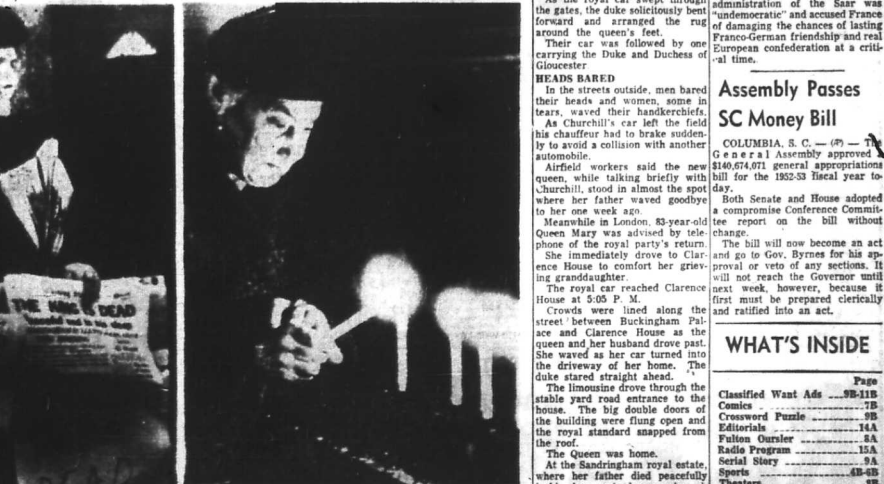 THE KING IS DEAD
the gates, the duke solicitously bent
forward and arranged the rug
around the queen's feet.
Their car was followed by one
carrying the Duke and Duchess of
Gloucester
HEADS BARED
In the streets outside, men bared
their heads and women, some in
tears, waved their handkerchiefs.
As Churchill's car left the field
his chauffeur had to brake sudden-
ly to avoid a collision with another
automobile.
Airfield workers said the new
queen, while talking briefly with
Churchill, stood in almost the spot
where her father waved goodbye
to her one week ago.
Meanwhile in London, 83-year-old
Queen Mary was advised by tele-
phone of the royal party's return.
She immediately drove to Clar-
ence House to comfort her griev-
ing granddaughter.
The royal car reached Clarence
House at 5:05 P. M.
Crowds were lined along the
street between Buckingham Pal-
ace and Clarence House as the
queen and her husband drove past.
She waved as her car turned into
the driveway of her home. The
duke stared straight ahead.
The limousine drove through the
stable yard road entrance to the
house. The big double doors of
the building were flung open and
the royal standard snapped from
the roof.
The Queen was home.
At the Sandringham royal estate,
where her father died peacefully
administration of the Saar was
"undemocratic" and accused France
of damaging the chances of lasting
Franco-German friendship and real
European confederation at a criti-
cal time.
Assembly Passes
SC Money Bill
COLUMBIA, S. C. — (AP) — The
General Assembly approved a
$140,674,071 general appropriations
bill for the 1952-53 fiscal year to-
day.
Both Senate and House adopted
a compromise Conference Commit-
tee report on the bill without
change.
The bill will now become an act
and go to Gov. Byrnes for his ap-
proval or veto of any sections. It
will not reach the Governor until
next week, however, because it
first must be prepared clerically
and ratified into an act.
WHAT'S INSIDE
Page
Classified Want Ads 9B-11B
Comics 7B
Crossword Puzzle 9B
Editorials 14A
Fulton Oursler 8A
Radio Program 15A
Serial Story 9A
Sports 4B-6B
Theaters 8B